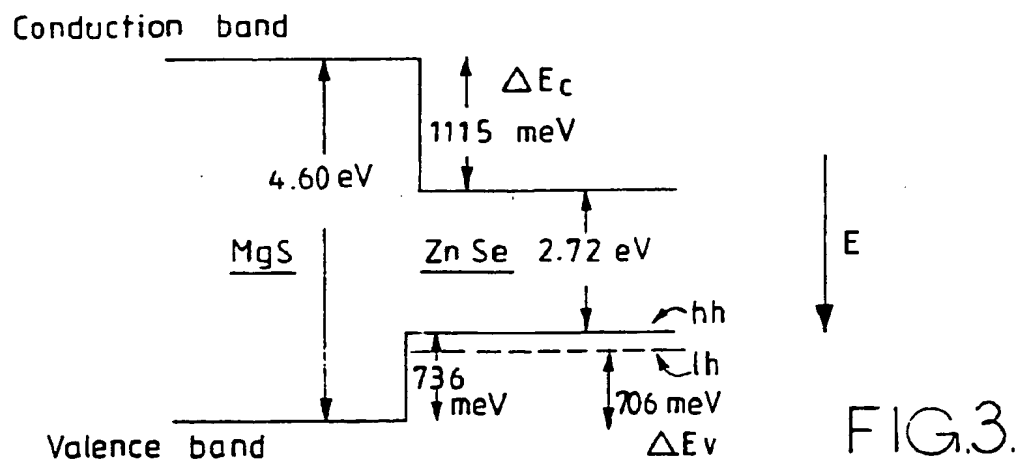 Conduction band
ΔEc
1115 meV
4.60 eV
MgS
Zn Se 2.72 eV
E
hh
lh
736
meV
706 meV
ΔEv
Valence band
FIG.3.